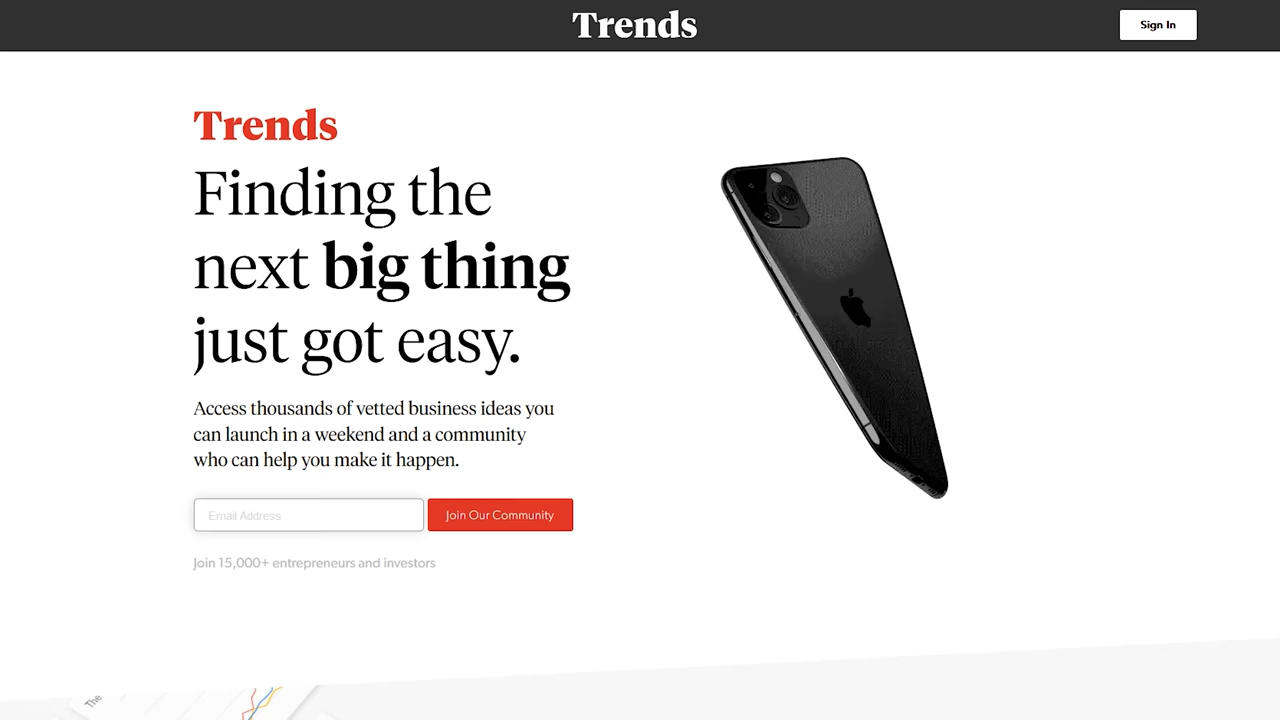 Trends
Sign In
Trends
Finding the
next big thing
just got easy.
Access thousands of vetted business ideas you
can launch in a weekend and a community
who can help you make it happen.
Email Address
Join Our Community
Join 15,000+ entrepreneurs and investors
The